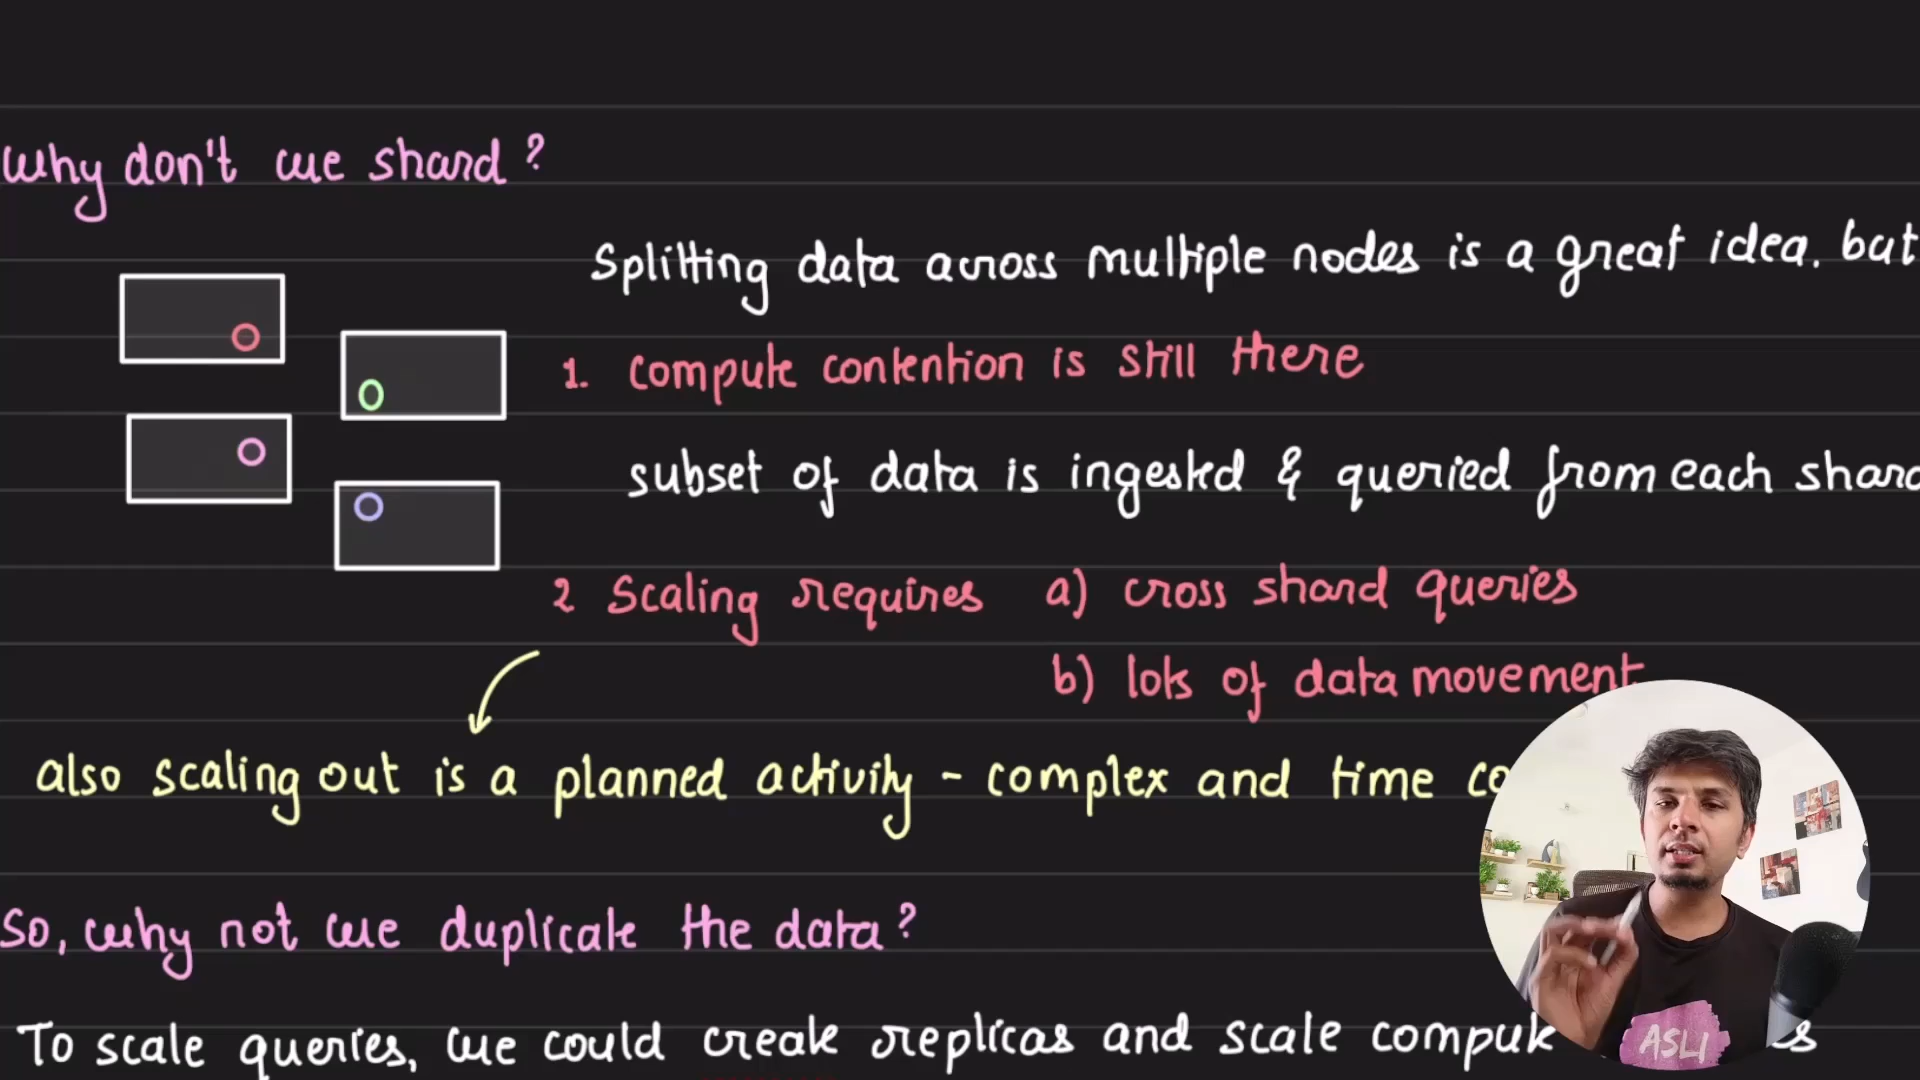 Why don't we shard?
Splitting data across multiple nodes is a great idea. but
1. Compute contention is still there
subset of data is ingested & queried from each shard
2 Scaling requires a) cross shard queries
b) lots of data movement
also scaling out is a planned activity - complex and time
So, why not we duplicate the data?
To scale queries, we could create replicas and scale compute
ASLI